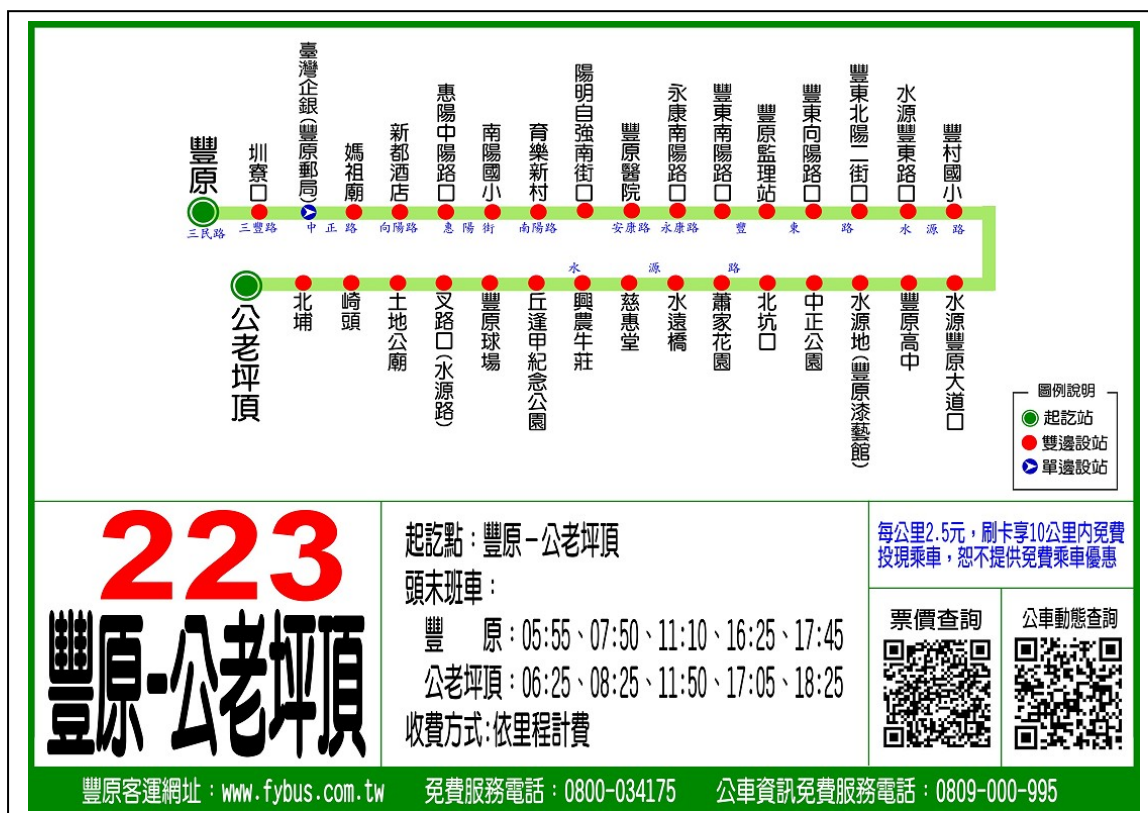 豐原
圳寮口
臺灣企銀(豐原郵局)
媽祖廟
新都酒店
惠陽中陽路口
南陽國小
育樂新村
陽明自強南街口
豐原醫院
永康南陽路口
豐東南陽路口
豐原監理站
豐東向陽路口
豐東北陽二街口
水源豐東路口
豐村國小
三民路
三豐路
中正路
向陽路
惠陽街
南陽路
安康路
永康路
豐東路
水源路
水源路
公老坪頂
北埔
崎頭
土地公廟
叉路口(水源路)
豐原球場
丘逢甲紀念公園
興農牛莊
慈惠堂
水遠橋
蕭家花園
北坑口
中正公園
水源地(豐原漆藝館)
豐原高中
水源豐原大道口
圖例說明
起訖站
雙邊設站
單邊設站
223
豐原-公老坪頂
起訖點：豐原－公老坪頂
頭末班車：
豐 原：05:55、07:50、11:10、16:25、17:45
公老坪頂：06:25、08:25、11:50、17:05、18:25
收費方式:依里程計費
每公里2.5元，刷卡享10公里內免費
投現乘車，恕不提供免費乘車優惠
票價查詢
公車動態查詢
豐原客運網址：www.fybus.com.tw 免費服務電話：0800-034175 公車資訊免費服務電話：0809-000-995